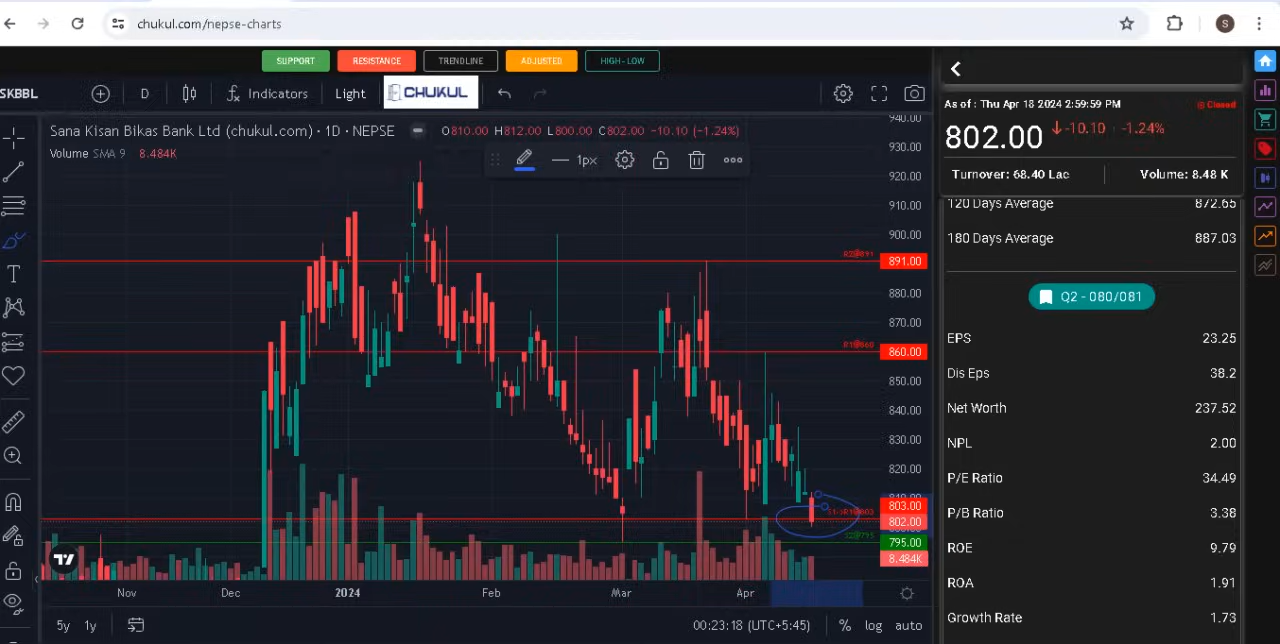 chukul.com/nepse-charts
S
SUPPORT
RESISTANCE
TRENDLINE
ADJUSTED
HIGH-LOW
SKBBL
D
Indicators
Light
CHUKUL
Sana Kisan Bikas Bank Ltd (chukul.com) · 1D · NEPSE
O810.00 H812.00 L800.00 C802.00 -10.10 (-1.24%)
Volume SMA 9 8.484K
1px
940.00
930.00
920.00
910.00
900.00
R2@891
891.00
880.00
870.00
R1@860
860.00
850.00
840.00
830.00
820.00
810.00
803.00
802.00
S2@795
795.00
8.484K
Nov
Dec
2024
Feb
Mar
Apr
5y
1y
00:23:18 (UTC+5:45)
%
log
auto
As of : Thu Apr 18 2024 2:59:59 PM
Closed
802.00
-10.10
-1.24%
Turnover: 68.40 Lac
Volume: 8.48 K
120 Days Average 872.65
180 Days Average 887.03
Q2 - 080/081
EPS 23.25
Dis Eps 38.2
Net Worth 237.52
NPL 2.00
P/E Ratio 34.49
P/B Ratio 3.38
ROE 9.79
ROA 1.91
Growth Rate 1.73